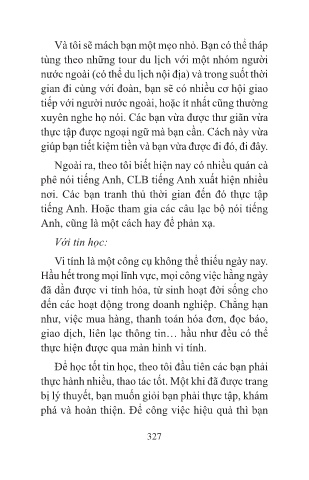 Và tôi sẽ mách bạn một mẹo nhỏ. Bạn có thể tháp
tùng theo những tour du lịch với một nhóm người
nước ngoài (có thể du lịch nội địa) và trong suốt thời
gian đi cùng với đoàn, bạn sẽ có nhiều cơ hội giao
tiếp với người nước ngoài, hoặc ít nhất cũng thường
xuyên nghe họ nói. Các bạn vừa được thư giãn vừa
thực tập được ngoại ngữ mà bạn cần. Cách này vừa
giúp bạn tiết kiệm tiền và bạn vừa được đi đó, đi đây.
Ngoài ra, theo tôi biết hiện nay có nhiều quán cà
phê nói tiếng Anh, CLB tiếng Anh xuất hiện nhiều
nơi. Các bạn tranh thủ thời gian đến đó thực tập
tiếng Anh. Hoặc tham gia các câu lạc bộ nói tiếng
Anh, cũng là một cách hay để phản xạ.
Với tin học:
Vi tính là một công cụ không thể thiếu ngày nay.
Hầu hết trong mọi lĩnh vực, mọi công việc hằng ngày
đã dần được vi tính hóa, từ sinh hoạt đời sống cho
đến các hoạt động trong doanh nghiệp. Chẳng hạn
như, việc mua hàng, thanh toán hóa đơn, đọc báo,
giao dịch, liên lạc thông tin… hầu như đều có thể
thực hiện được qua màn hình vi tính.
Để học tốt tin học, theo tôi đầu tiên các bạn phải
thực hành nhiều, thao tác tốt. Một khi đã được trang
bị lý thuyết, bạn muốn giỏi bạn phải thực tập, khám
phá và hoàn thiện. Để công việc hiệu quả thì bạn
327